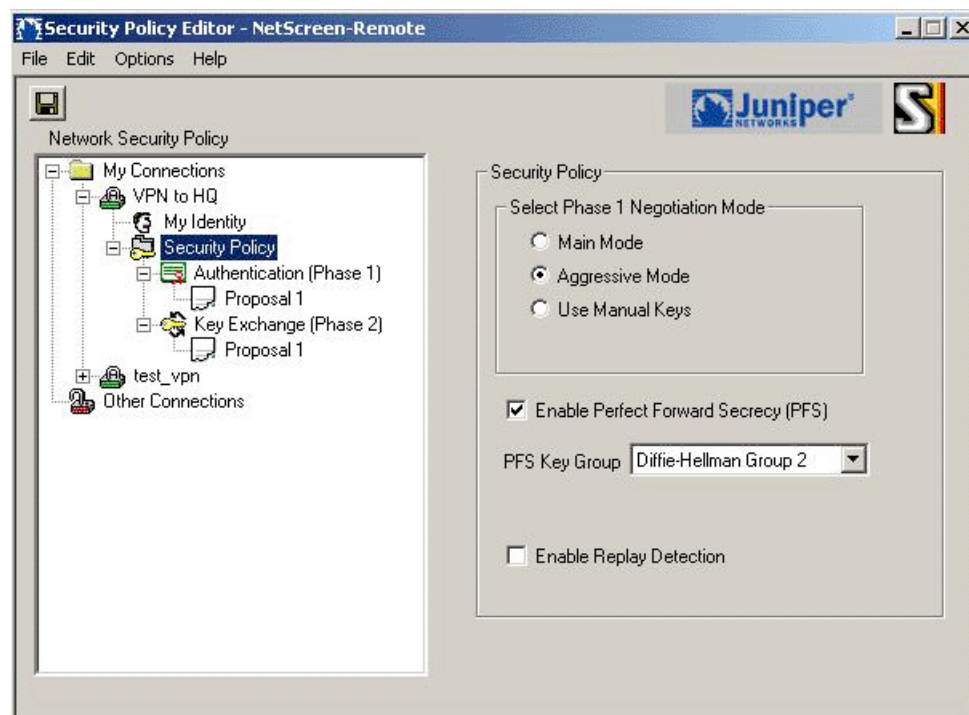 Security Policy Editor - NetScreen-Remote
File Edit Options Help
Juniper
NETWORKS
Network Security Policy
My Connections
VPN to HQ
My Identity
Security Policy
Authentication (Phase 1)
Proposal 1
Key Exchange (Phase 2)
Proposal 1
test_vpn
Other Connections
Security Policy
Select Phase 1 Negotiation Mode
Main Mode
Aggressive Mode
Use Manual Keys
Enable Perfect Forward Secrecy (PFS)
PFS Key Group Diffie-Hellman Group 2
Enable Replay Detection